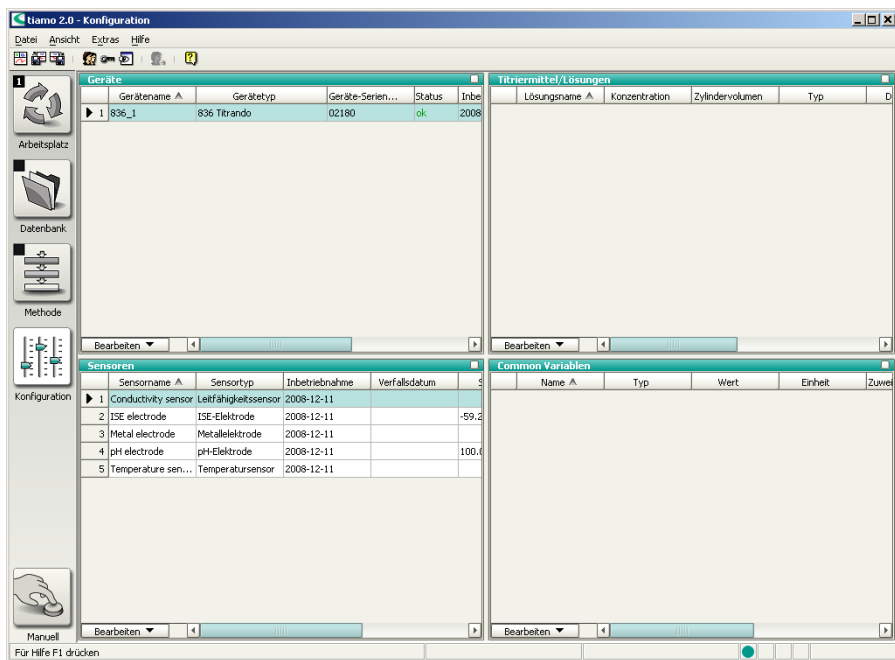 tiamo 2.0 - Konfiguration
Datei Ansicht Extras Hilfe
1
Arbeitsplatz
Datenbank
Methode
Konfiguration
Manuell
Geräte
Gerätename Gerätetyp Geräte-Serien... Status Inbe
1 836_1 836 Titrando 02180 ok 2008
Bearbeiten
Titriermittel/Lösungen
Lösungsname Konzentration Zylindervolumen Typ D
Bearbeiten
Sensoren
Sensorname Sensortyp Inbetriebnahme Verfallsdatum S
1 Conductivity sensor Leitfähigkeitssensor 2008-12-11
2 ISE electrode ISE-Elektrode 2008-12-11 -59.2
3 Metal electrode Metallelektrode 2008-12-11
4 pH electrode pH-Elektrode 2008-12-11 100.0
5 Temperature sen... Temperatursensor 2008-12-11
Bearbeiten
Common Variablen
Name Typ Wert Einheit Zuwei
Bearbeiten
Für Hilfe F1 drücken